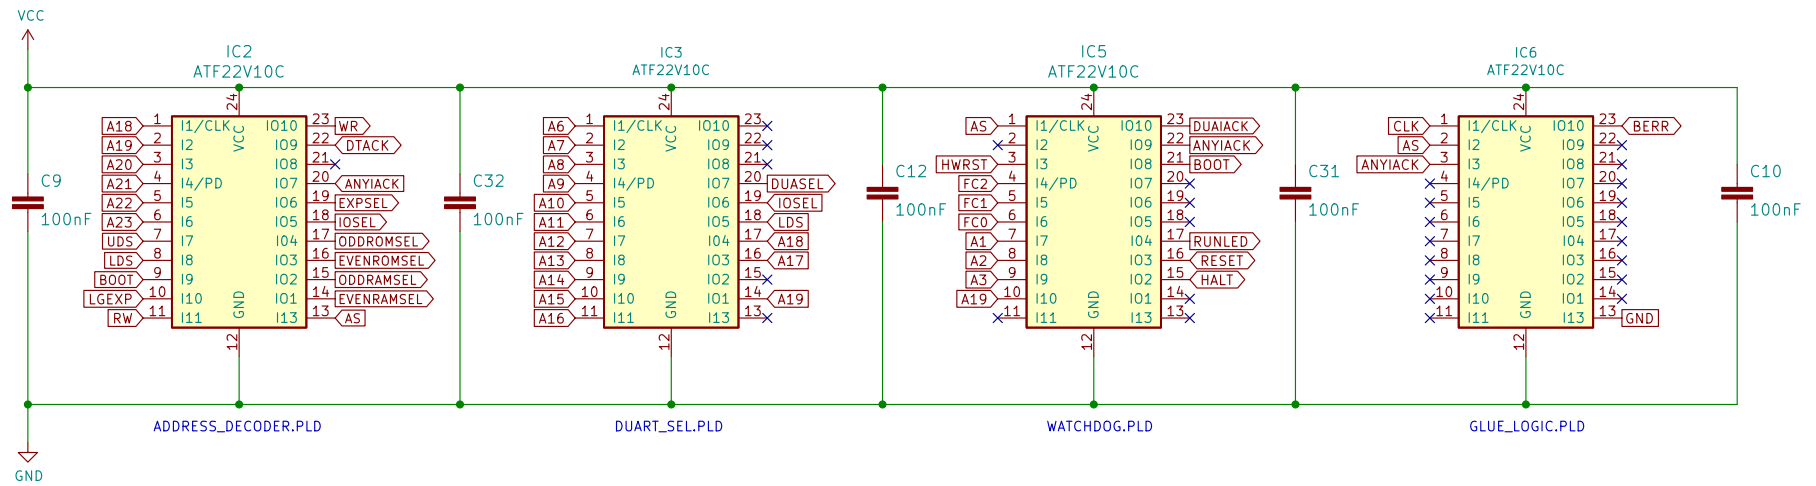 VCC
IC2
ATF22V10C
IC3
ATF22V10C
IC5
ATF22V10C
IC6
ATF22V10C
24 24 24 24
A18 1 I1/CLK VCC IO10 23 WR
A19 2 I2 IO9 22 DTACK
A20 3 I3 IO8 21
A21 4 I4/PD IO7 20 ANYIACK
A22 5 I5 IO6 19 EXPSEL
A23 6 I6 IO5 18 IOSEL
UDS 7 I7 IO4 17 ODDROMSEL
LDS 8 I8 IO3 16 EVENROMSEL
BOOT 9 I9 IO2 15 ODDRAMSEL
LGEXP 10 I10 GND IO1 14 EVENRAMSEL
RW 11 I11 I13 13 AS
12
A6 1 I1/CLK VCC IO10 23
A7 2 I2 IO9 22
A8 3 I3 IO8 21
A9 4 I4/PD IO7 20 DUASEL
A10 5 I5 IO6 19 IOSEL
A11 6 I6 IO5 18 LDS
A12 7 I7 IO4 17 A18
A13 8 I8 IO3 16 A17
A14 9 I9 IO2 15
A15 10 I10 GND IO1 14 A19
A16 11 I11 I13 13
12
AS 1 I1/CLK VCC IO10 23 DUAIACK
2 I2 IO9 22 ANYIACK
HWRST 3 I3 IO8 21 BOOT
FC2 4 I4/PD IO7 20
FC1 5 I5 IO6 19
FC0 6 I6 IO5 18
A1 7 I7 IO4 17 RUNLED
A2 8 I8 IO3 16 RESET
A3 9 I9 IO2 15 HALT
A19 10 I10 GND IO1 14
11 I11 I13 13
12
CLK 1 I1/CLK VCC IO10 23 BERR
AS 2 I2 IO9 22
ANYIACK 3 I3 IO8 21
4 I4/PD IO7 20
5 I5 IO6 19
6 I6 IO5 18
7 I7 IO4 17
8 I8 IO3 16
9 I9 IO2 15
10 I10 GND IO1 14
11 I11 I13 13 GND
12
C9
100nF
C32
100nF
C12
100nF
C31
100nF
C10
100nF
ADDRESS_DECODER.PLD
DUART_SEL.PLD
WATCHDOG.PLD
GLUE_LOGIC.PLD
GND